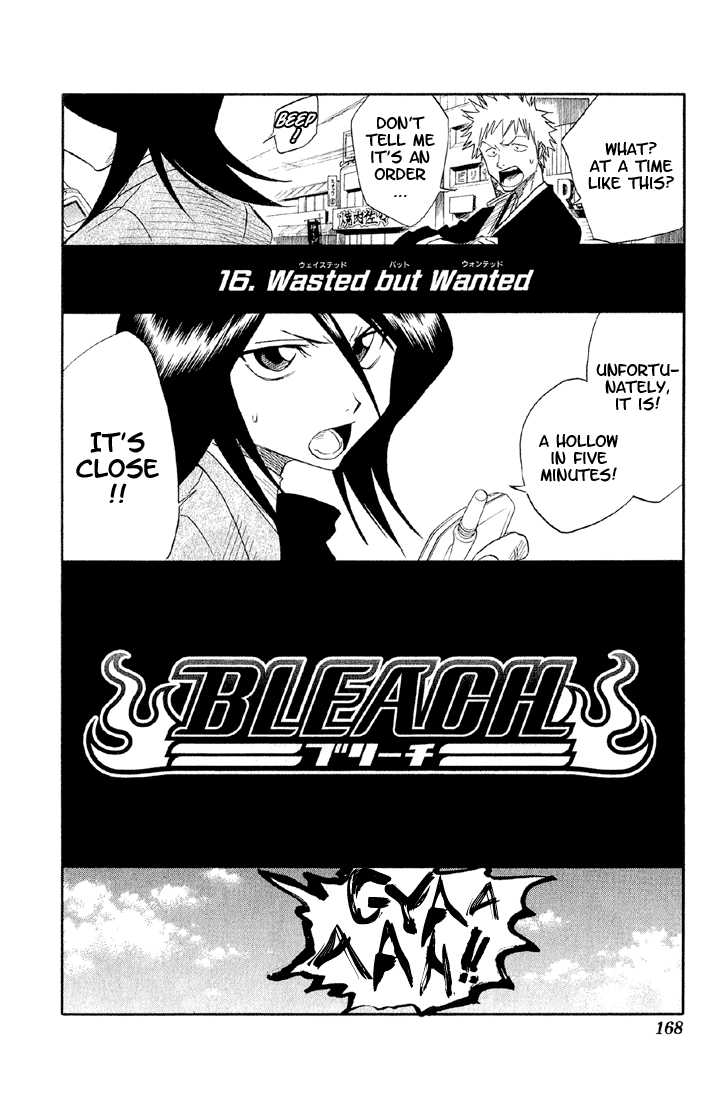 WHAT?
AT A TIME
LIKE THIS?
DON'T
TELL ME
IT'S AN
ORDER
...
BEEP
!
ウェイステッド バット ウォンテッド
16. Wasted but Wanted
UNFORTU-
NATELY,
IT IS!
A HOLLOW
IN FIVE
MINUTES!
IT'S
CLOSE
!!
BLEACH
ブリーチ
GYAA
AAH!!
168